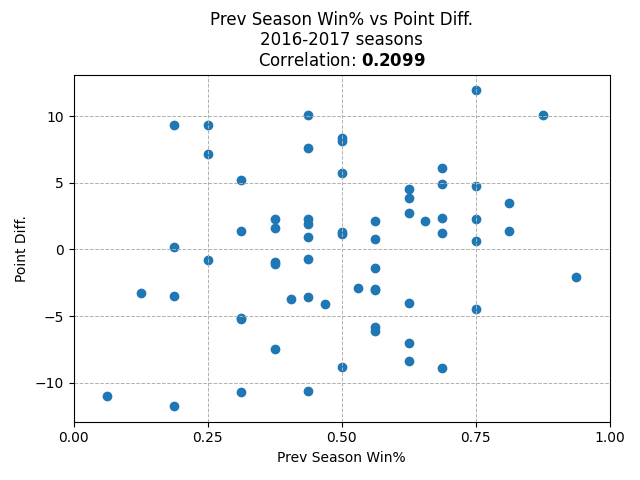 Prev Season Win% vs Point Diff.
2016-2017 seasons
Correlation: 0.2099
Point Diff.
10
5
0
−5
−10
0.00 0.25 0.50 0.75 1.00
Prev Season Win%